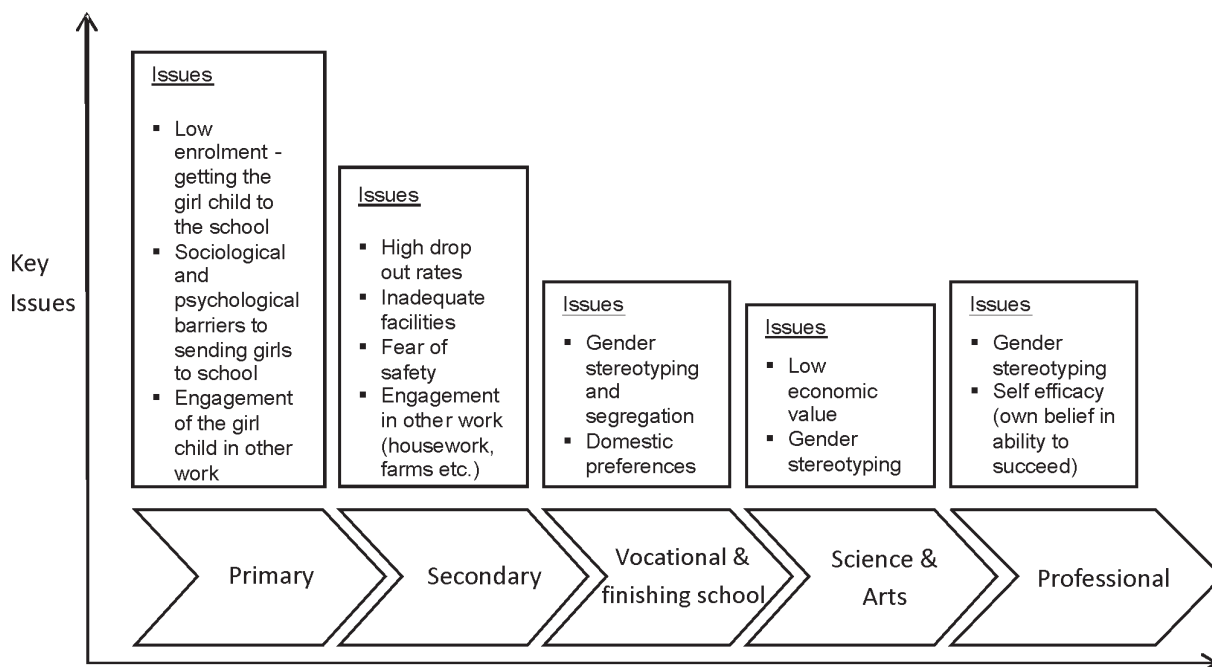 Key
Issues
Issues
▪ Low
enrolment -
getting the
girl child to
the school
▪ Sociological
and
psychological
barriers to
sending girls
to school
▪ Engagement
of the girl
child in other
work
Issues
▪ High drop
out rates
▪ Inadequate
facilities
▪ Fear of
safety
▪ Engagement
in other work
(housework,
farms etc.)
Issues
▪ Gender
stereotyping
and
segregation
▪ Domestic
preferences
Issues
▪ Low
economic
value
▪ Gender
stereotyping
Issues
▪ Gender
stereotyping
▪ Self efficacy
(own belief in
ability to
succeed)
Primary
Secondary
Vocational &
finishing school
Science &
Arts
Professional